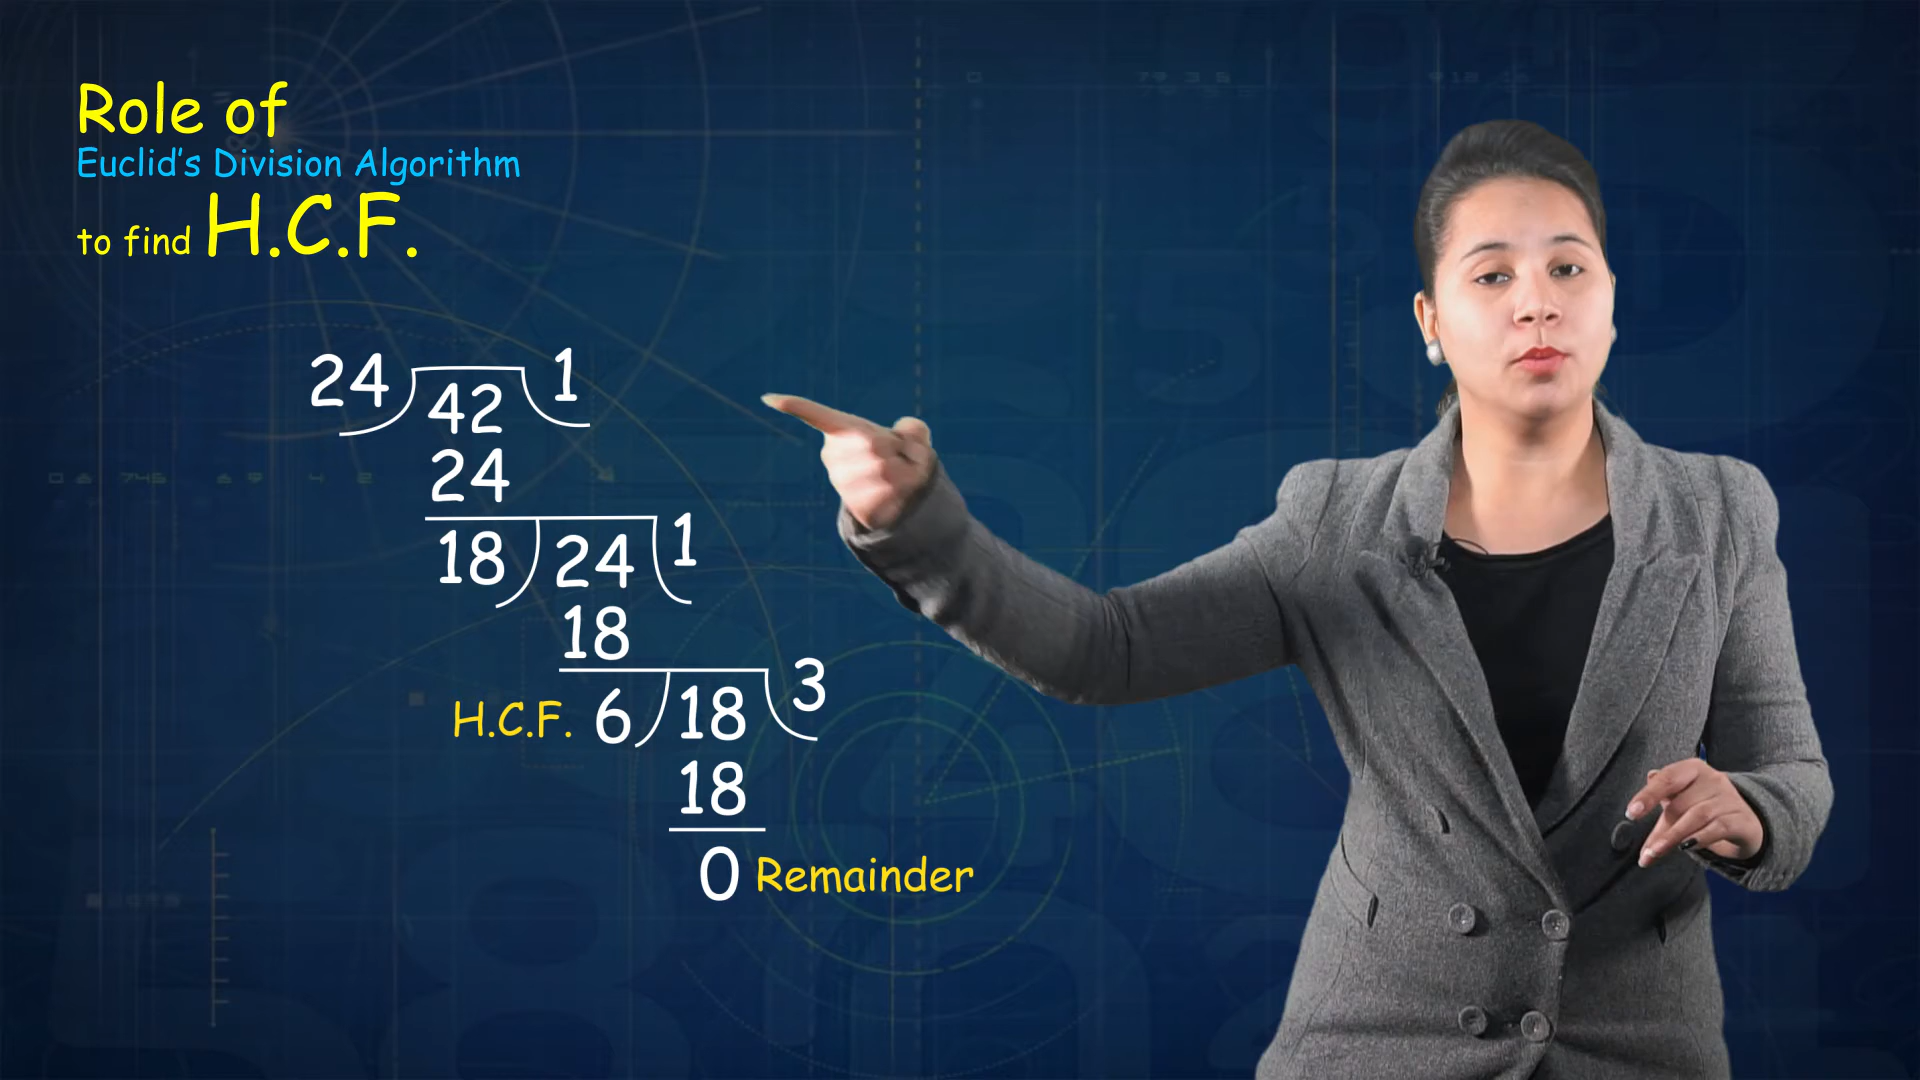 Role of
Euclid's Division Algorithm
to find H.C.F.
24 42 1
24
18 24 1
18
H.C.F. 6 18 3
18
0 Remainder